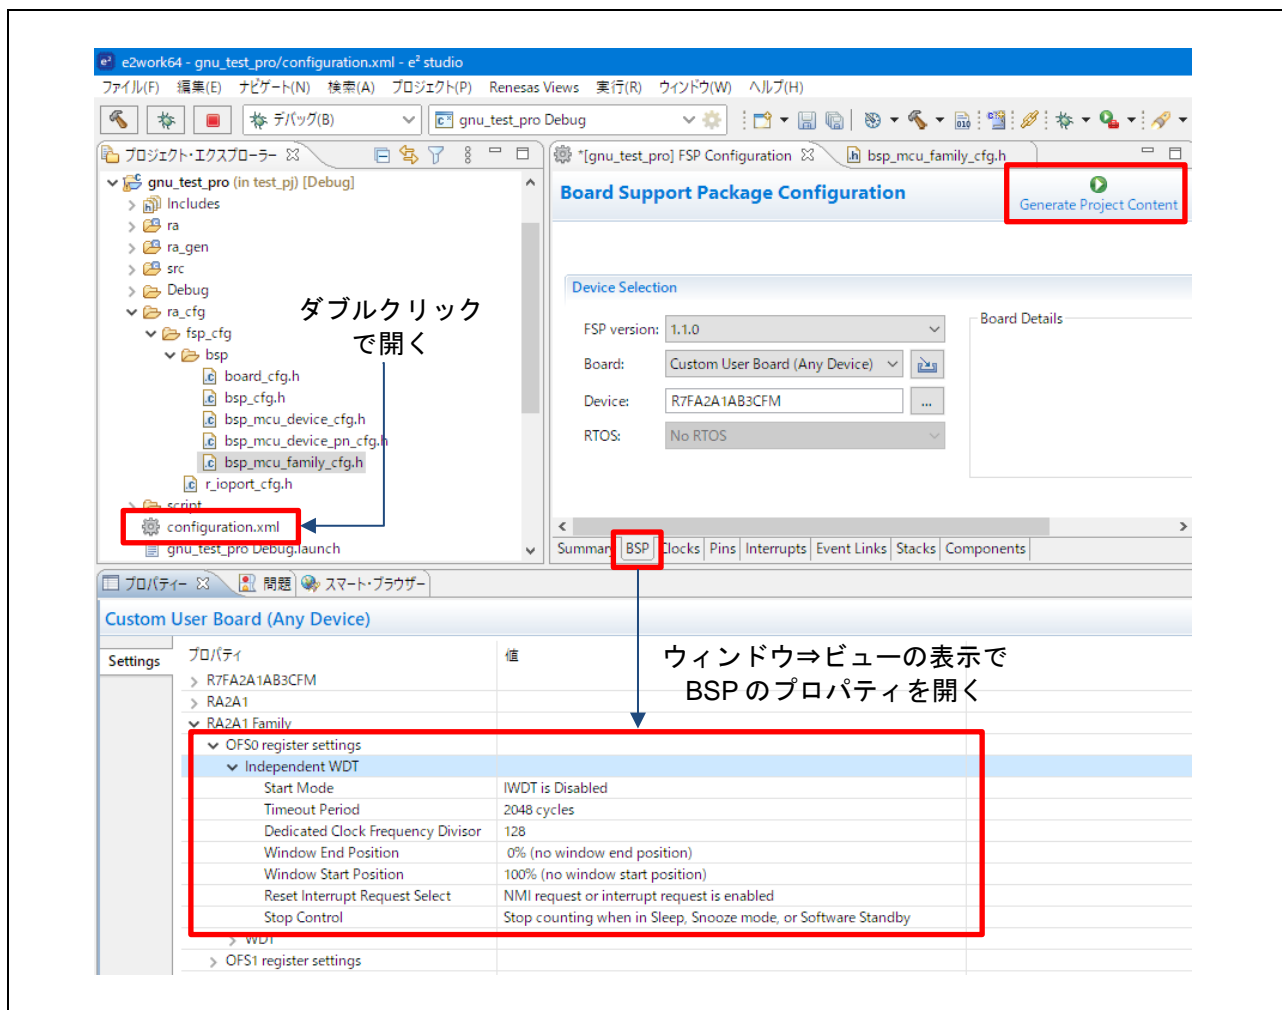 e2work64 - gnu_test_pro/configuration.xml - e² studio
ファイル(F) 編集(E) ナビゲート(N) 検索(A) プロジェクト(P) Renesas Views 実行(R) ウィンドウ(W) ヘルプ(H)
デバッグ(B) gnu_test_pro Debug
プロジェクト・エクスプローラー
*[gnu_test_pro] FSP Configuration
bsp_mcu_family_cfg.h
gnu_test_pro (in test_pj) [Debug]
Includes
ra
ra_gen
src
Debug
ra_cfg
fsp_cfg
bsp
board_cfg.h
bsp_cfg.h
bsp_mcu_device_cfg.h
bsp_mcu_device_pn_cfg.h
bsp_mcu_family_cfg.h
r_ioport_cfg.h
script
configuration.xml
gnu_test_pro Debug.launch
ダブルクリック
で開く
Board Support Package Configuration
Generate Project Content
Device Selection
FSP version: 1.1.0
Board: Custom User Board (Any Device)
Device: R7FA2A1AB3CFM ...
RTOS: No RTOS
Board Details
Summary BSP Clocks Pins Interrupts Event Links Stacks Components
プロパティー 問題 スマート・ブラウザー
Custom User Board (Any Device)
Settings
プロパティ 値
ウィンドウ⇒ビューの表示で
BSPのプロパティを開く
R7FA2A1AB3CFM
RA2A1
RA2A1 Family
OFS0 register settings
Independent WDT
Start Mode IWDT is Disabled
Timeout Period 2048 cycles
Dedicated Clock Frequency Divisor 128
Window End Position 0% (no window end position)
Window Start Position 100% (no window start position)
Reset Interrupt Request Select NMI request or interrupt request is enabled
Stop Control Stop counting when in Sleep, Snooze mode, or Software Standby
WDT
OFS1 register settings